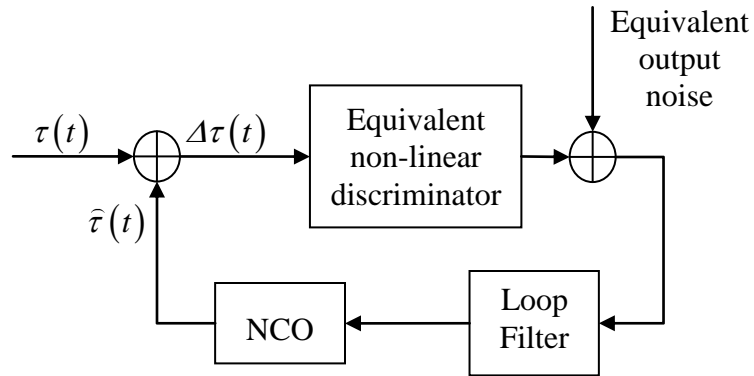 Equivalent
output
noise
τ(t)
Δτ(t)
Equivalent
non-linear
discriminator
τ̂(t)
NCO
Loop
Filter